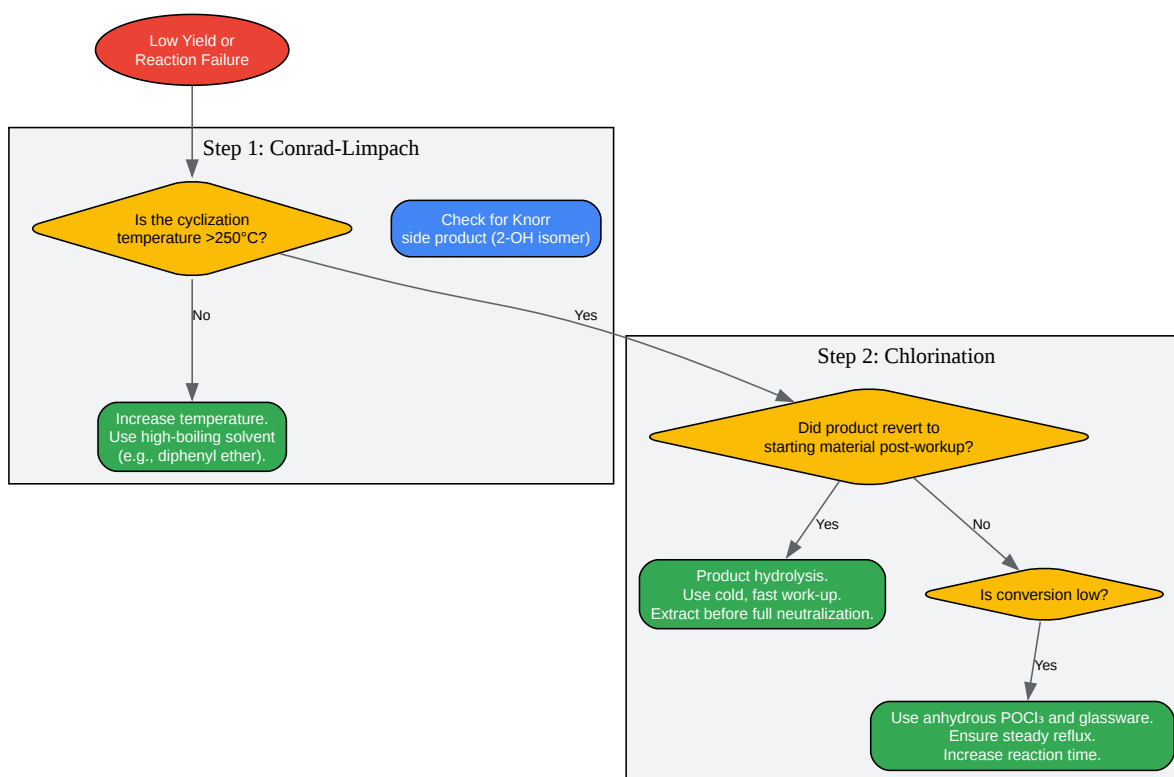 Low Yield or
Reaction Failure
Step 1: Conrad-Limpach
Is the cyclization
temperature >250°C?
Check for Knorr
side product (2-OH isomer)
No
Yes
Increase temperature.
Use high-boiling solvent
(e.g., diphenyl ether).
Step 2: Chlorination
Did product revert to
starting material post-workup?
Yes
No
Product hydrolysis.
Use cold, fast work-up.
Extract before full neutralization.
Is conversion low?
Yes
Use anhydrous POCl₃ and glassware.
Ensure steady reflux.
Increase reaction time.